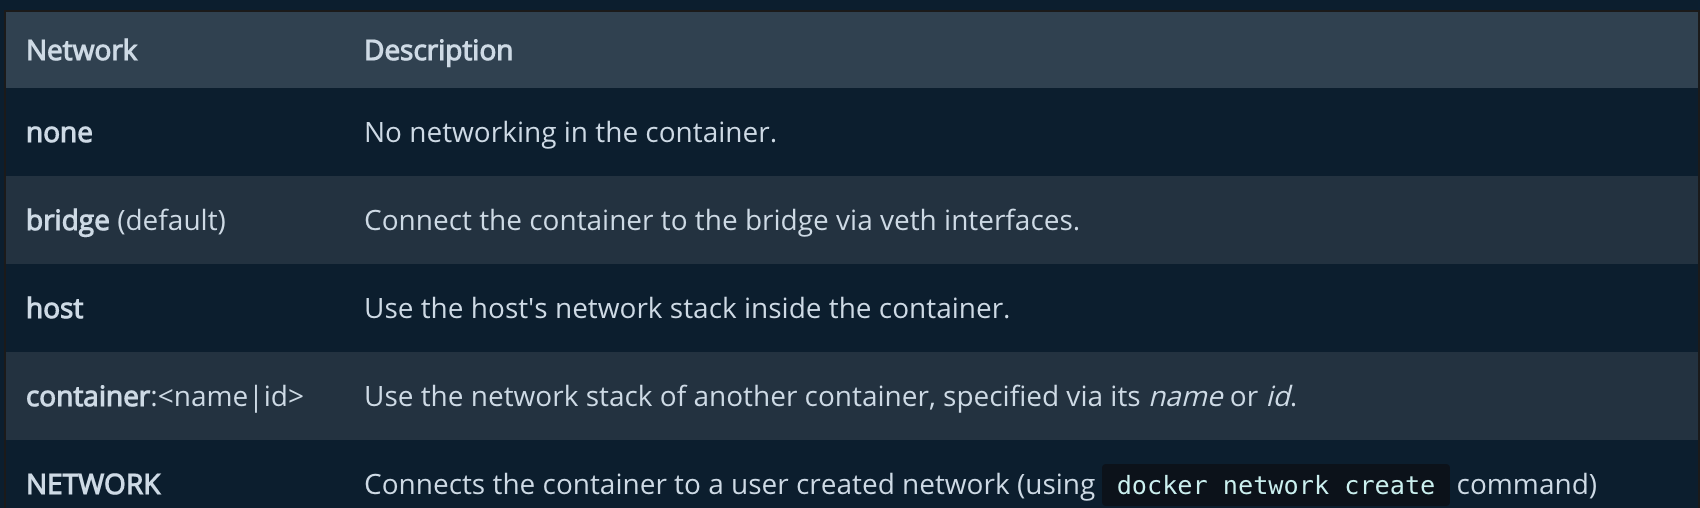 Network Description
none No networking in the container.
bridge (default) Connect the container to the bridge via veth interfaces.
host Use the host's network stack inside the container.
container:<name|id> Use the network stack of another container, specified via its name or id.
NETWORK Connects the container to a user created network (using docker network create command)